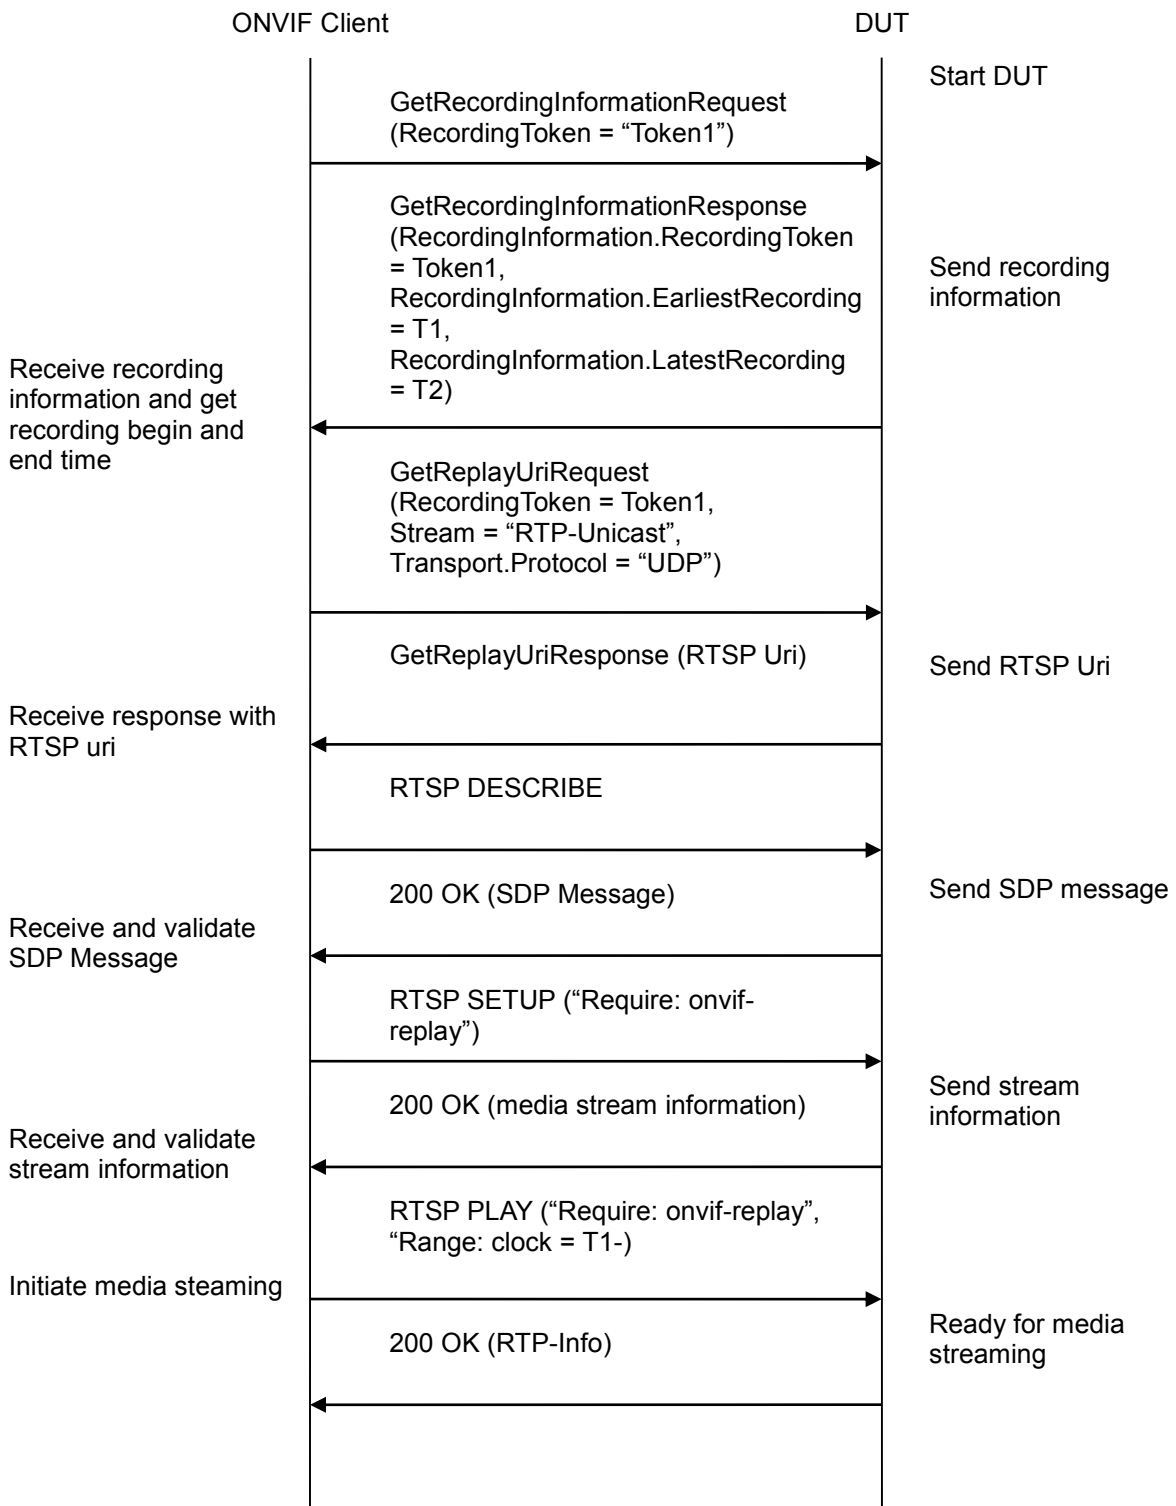 ONVIF Client
DUT
Start DUT
GetRecordingInformationRequest
(RecordingToken = “Token1”)
GetRecordingInformationResponse
(RecordingInformation.RecordingToken
= Token1,
RecordingInformation.EarliestRecording
= T1,
RecordingInformation.LatestRecording
= T2)
Send recording
information
Receive recording
information and get
recording begin and
end time
GetReplayUriRequest
(RecordingToken = Token1,
Stream = “RTP-Unicast”,
Transport.Protocol = “UDP”)
GetReplayUriResponse (RTSP Uri)
Send RTSP Uri
Receive response with
RTSP uri
RTSP DESCRIBE
200 OK (SDP Message)
Send SDP message
Receive and validate
SDP Message
RTSP SETUP (“Require: onvif-
replay”)
200 OK (media stream information)
Send stream
information
Receive and validate
stream information
RTSP PLAY (“Require: onvif-replay”,
“Range: clock = T1-)
Initiate media steaming
200 OK (RTP-Info)
Ready for media
streaming